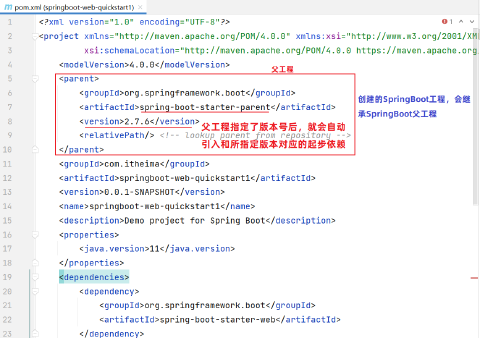 pom.xml (springboot-web-quickstart1)
1 <?xml version="1.0" encoding="UTF-8"?>
2 <project xmlns="http://maven.apache.org/POM/4.0.0" xmlns:xsi="http://www.w3.org/2001/XM
3 xsi:schemaLocation="http://maven.apache.org/POM/4.0.0 https://maven.apache.org
4 <modelVersion>4.0.0</modelVersion>
父工程
5 <parent>
6 <groupId>org.springframework.boot</groupId>
7 <artifactId>spring-boot-starter-parent</artifactId>
8 <version>2.7.6</version>
9 <relativePath/> <!-- lookup parent from repository -->
父工程指定了版本号后，就会自动
引入和所指定版本对应的起步依赖
创建的SpringBoot工程，会继
承SpringBoot父工程
10 </parent>
11 <groupId>com.itheima</groupId>
12 <artifactId>springboot-web-quickstart1</artifactId>
13 <version>0.0.1-SNAPSHOT</version>
14 <name>springboot-web-quickstart1</name>
15 <description>Demo project for Spring Boot</description>
16 <properties>
17 <java.version>11</java.version>
18 </properties>
19 <dependencies>
20 <dependency>
21 <groupId>org.springframework.boot</groupId>
22 <artifactId>spring-boot-starter-web</artifactId>
23 </dependency>
1